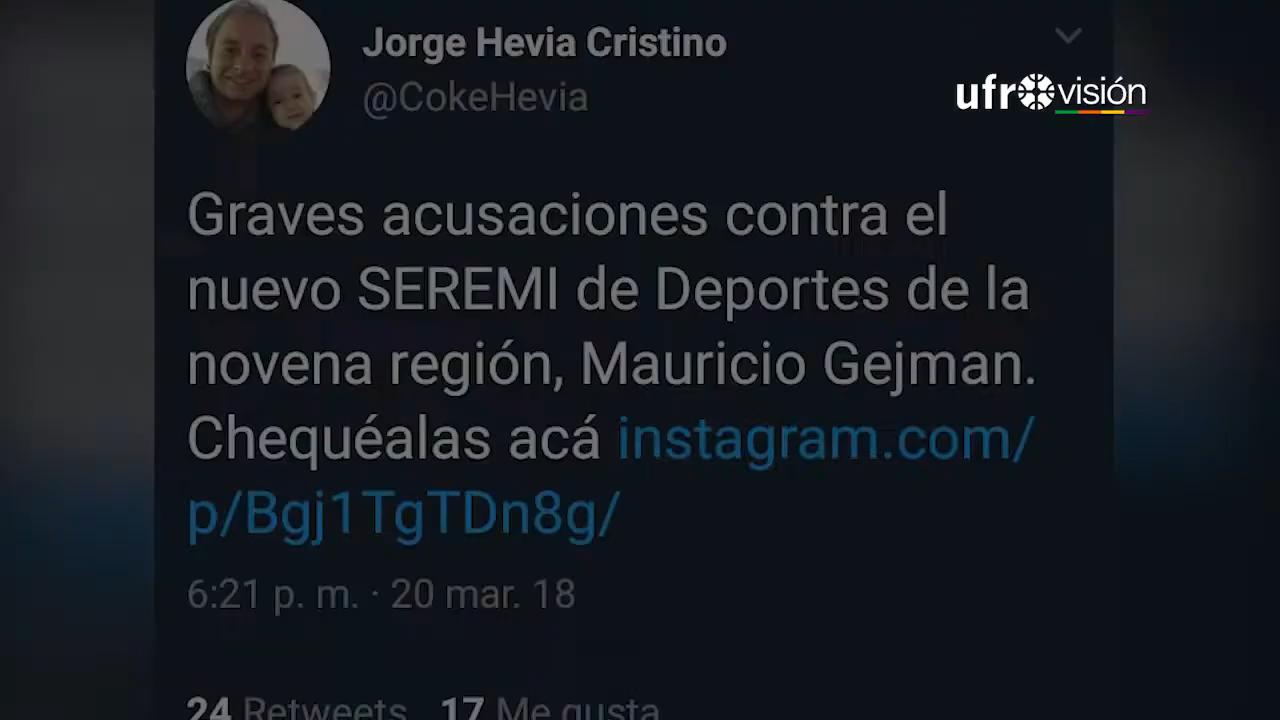 Jorge Hevia Cristino
@CokeHevia
ufrovisión
Graves acusaciones contra el
nuevo SEREMI de Deportes de la
novena región, Mauricio Gejman.
Chequéalas acá instagram.com/
p/Bgj1TgTDn8g/
6:21 p. m. · 20 mar. 18
24 Retweets 17 Me gusta